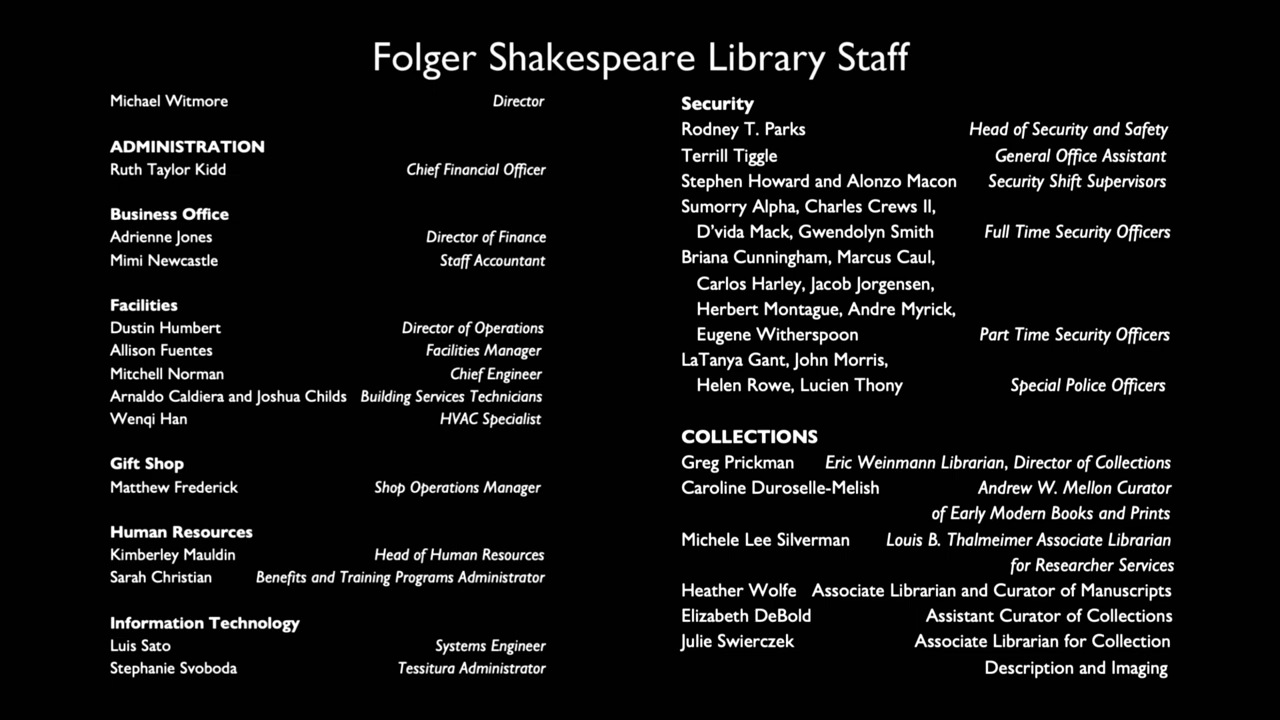 Folger Shakespeare Library Staff
Michael Witmore Director
ADMINISTRATION
Ruth Taylor Kidd Chief Financial Officer
Business Office
Adrienne Jones Director of Finance
Mimi Newcastle Staff Accountant
Facilities
Dustin Humbert Director of Operations
Allison Fuentes Facilities Manager
Mitchell Norman Chief Engineer
Arnaldo Caldiera and Joshua Childs Building Services Technicians
Wenqi Han HVAC Specialist
Gift Shop
Matthew Frederick Shop Operations Manager
Human Resources
Kimberley Mauldin Head of Human Resources
Sarah Christian Benefits and Training Programs Administrator
Information Technology
Luis Sato Systems Engineer
Stephanie Svoboda Tessitura Administrator
Security
Rodney T. Parks Head of Security and Safety
Terrill Tiggle General Office Assistant
Stephen Howard and Alonzo Macon Security Shift Supervisors
Sumorry Alpha, Charles Crews II,
D'vida Mack, Gwendolyn Smith Full Time Security Officers
Briana Cunningham, Marcus Caul,
Carlos Harley, Jacob Jorgensen,
Herbert Montague, Andre Myrick,
Eugene Witherspoon Part Time Security Officers
LaTanya Gant, John Morris,
Helen Rowe, Lucien Thony Special Police Officers
COLLECTIONS
Greg Prickman Eric Weinmann Librarian, Director of Collections
Caroline Duroselle-Melish Andrew W. Mellon Curator
of Early Modern Books and Prints
Michele Lee Silverman Louis B. Thalmeimer Associate Librarian
for Researcher Services
Heather Wolfe Associate Librarian and Curator of Manuscripts
Elizabeth DeBold Assistant Curator of Collections
Julie Swierczek Associate Librarian for Collection
Description and Imaging